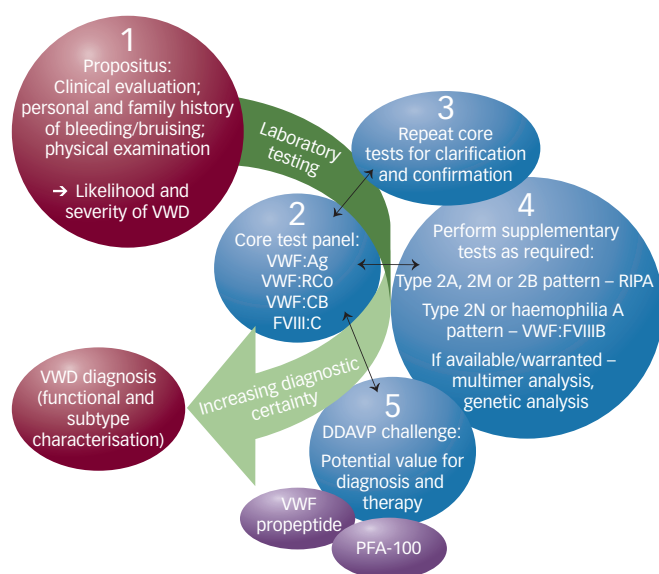 1
Propositus:
Clinical evaluation;
personal and family history
of bleeding/bruising;
physical examination
➔ Likelihood and
severity of VWD
Laboratory
testing
2
Core test panel:
VWF:Ag
VWF:RCo
VWF:CB
FVIII:C
3
Repeat core
tests for clarification
and confirmation
4
Perform supplementary
tests as required:
Type 2A, 2M or 2B pattern – RIPA
Type 2N or haemophilia A
pattern – VWF:FVIIIB
If available/warranted –
multimer analysis,
genetic analysis
5
DDAVP challenge:
Potential value for
diagnosis and
therapy
VWF
propeptide
PFA-100
Increasing diagnostic
certainty
VWD diagnosis
(functional and
subtype
characterisation)